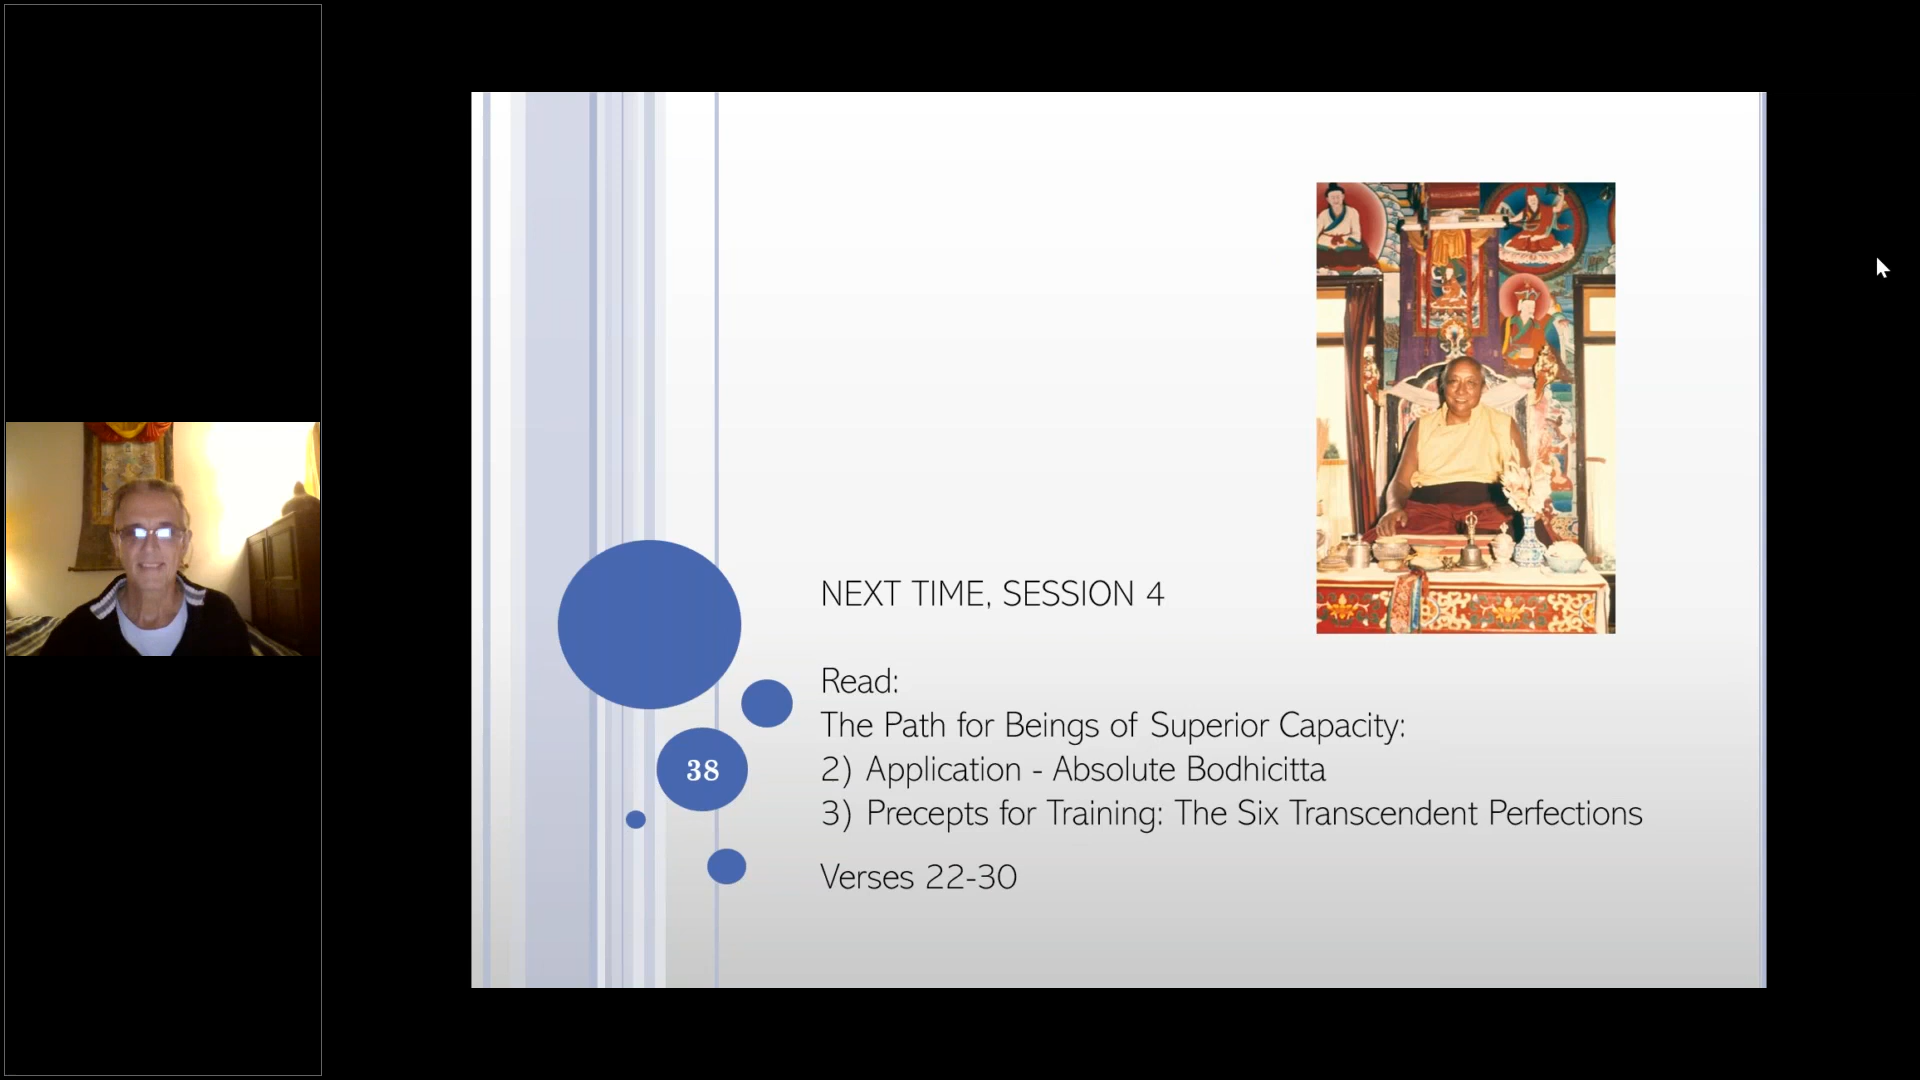 NEXT TIME, SESSION 4
Read:
The Path for Beings of Superior Capacity:
38
2) Application - Absolute Bodhicitta
3) Precepts for Training: The Six Transcendent Perfections
Verses 22-30